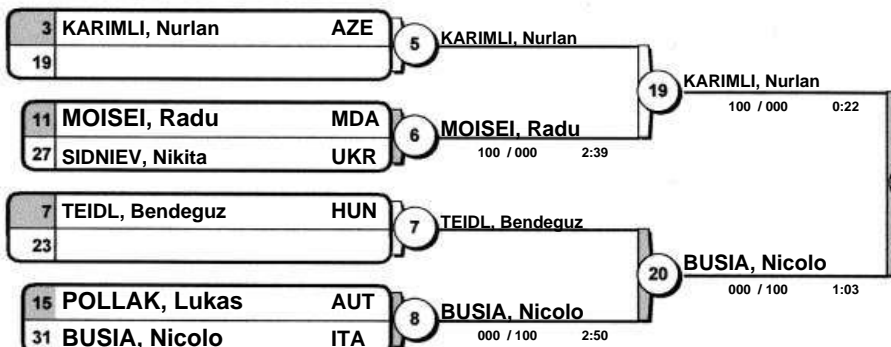 3 KARIMLI, Nurlan AZE
19
5
KARIMLI, Nurlan
11 MOISEI, Radu MDA
27 SIDNIEV, Nikita UKR
6
MOISEI, Radu
100 / 000 2:39
19
KARIMLI, Nurlan
100 / 000 0:22
7 TEIDL, Bendeguz HUN
23
7
TEIDL, Bendeguz
15 POLLAK, Lukas AUT
31 BUSIA, Nicolo ITA
8
BUSIA, Nicolo
000 / 100 2:50
20
BUSIA, Nicolo
000 / 100 1:03